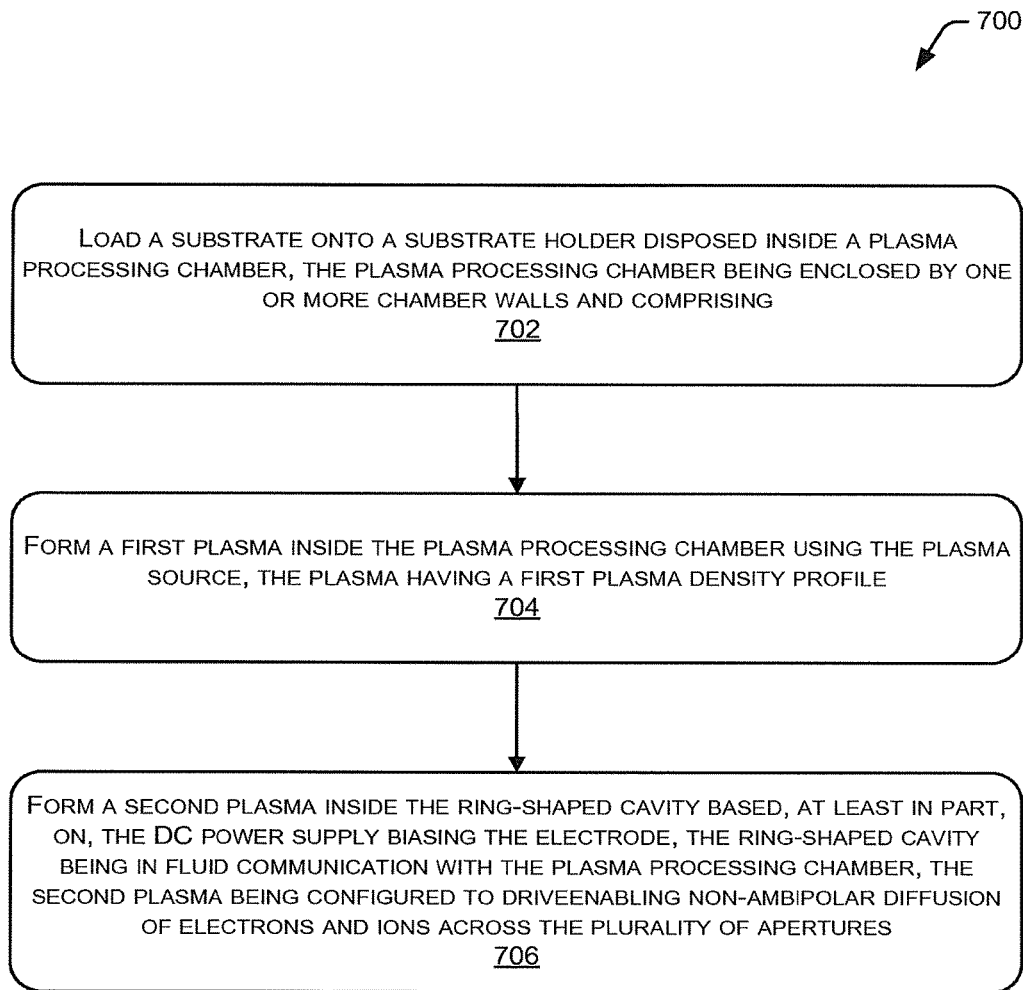 700
LOAD A SUBSTRATE ONTO A SUBSTRATE HOLDER DISPOSED INSIDE A PLASMA
PROCESSING CHAMBER, THE PLASMA PROCESSING CHAMBER BEING ENCLOSED BY ONE
OR MORE CHAMBER WALLS AND COMPRISING
702
FORM A FIRST PLASMA INSIDE THE PLASMA PROCESSING CHAMBER USING THE PLASMA
SOURCE, THE PLASMA HAVING A FIRST PLASMA DENSITY PROFILE
704
FORM A SECOND PLASMA INSIDE THE RING-SHAPED CAVITY BASED, AT LEAST IN PART,
ON, THE DC POWER SUPPLY BIASING THE ELECTRODE, THE RING-SHAPED CAVITY
BEING IN FLUID COMMUNICATION WITH THE PLASMA PROCESSING CHAMBER, THE
SECOND PLASMA BEING CONFIGURED TO DRIVEENABLING NON-AMBIPOLAR DIFFUSION
OF ELECTRONS AND IONS ACROSS THE PLURALITY OF APERTURES
706